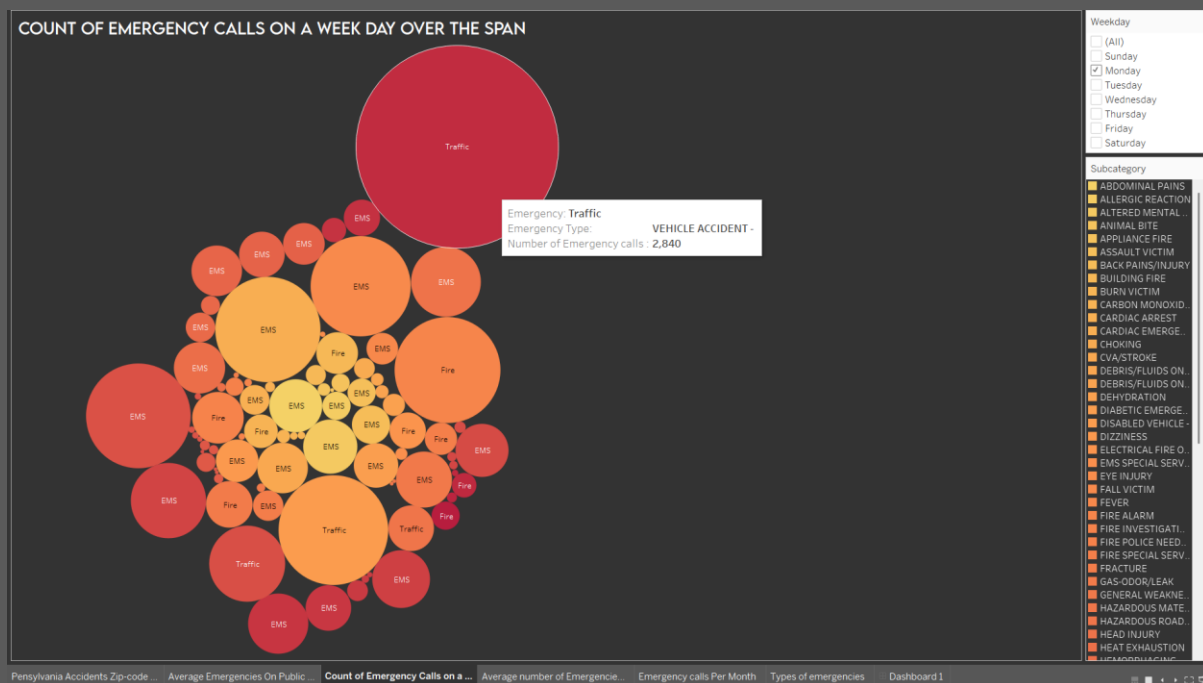 COUNT OF EMERGENCY CALLS ON A WEEK DAY OVER THE SPAN
Traffic
EMS
EMS
EMS
EMS
EMS
EMS
EMS
EMS
Fire
EMS
Fire
EMS
EMS
EMS
EMS
EMS
EMS
Fire
EMS
Fire
Fire
Fire
EMS
EMS
EMS
EMS
EMS
EMS
Fire
EMS
Fire
EMS
Fire
Traffic
Traffic
Traffic
EMS
EMS
EMS
Emergency: Traffic
Emergency Type: VEHICLE ACCIDENT -
Number of Emergency calls : 2,840
Weekday
(All)
Sunday
Monday
Tuesday
Wednesday
Thursday
Friday
Saturday
Subcategory
ABDOMINAL PAINS
ALLERGIC REACTION
ALTERED MENTAL ..
ANIMAL BITE
APPLIANCE FIRE
ASSAULT VICTIM
BACK PAINS/INJURY
BUILDING FIRE
BURN VICTIM
CARBON MONOXID..
CARDIAC ARREST
CARDIAC EMERGE..
CHOKING
CVA/STROKE
DEBRIS/FLUIDS ON..
DEBRIS/FLUIDS ON..
DEHYDRATION
DIABETIC EMERGE..
DISABLED VEHICLE -
DIZZINESS
ELECTRICAL FIRE O..
EMS SPECIAL SERV..
EYE INJURY
FALL VICTIM
FEVER
FIRE ALARM
FIRE INVESTIGATI..
FIRE POLICE NEED..
FIRE SPECIAL SERV..
FRACTURE
GAS-ODOR/LEAK
GENERAL WEAKNE..
HAZARDOUS MATE..
HAZARDOUS ROAD..
HEAD INJURY
HEAT EXHAUSTION
Pensylvania Accidents Zip-code ...
Average Emergencies On Public ...
Count of Emergency Calls on a ...
Average number of Emergencie...
Emergency calls Per Month
Types of emergencies
Dashboard 1